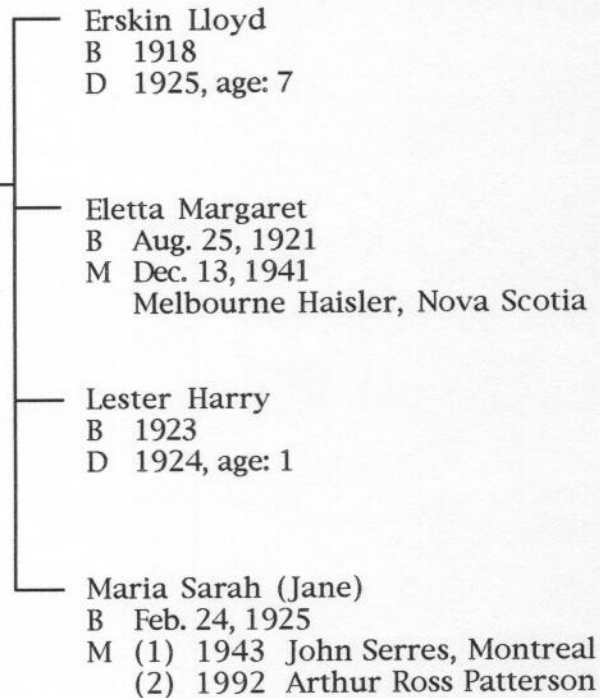 Erskin Lloyd
B 1918
D 1925, age: 7
Eletta Margaret
B Aug. 25, 1921
M Dec. 13, 1941
Melbourne Haisler, Nova Scotia
Lester Harry
B 1923
D 1924, age: 1
Maria Sarah (Jane)
B Feb. 24, 1925
M (1) 1943 John Serres, Montreal
(2) 1992 Arthur Ross Patterson